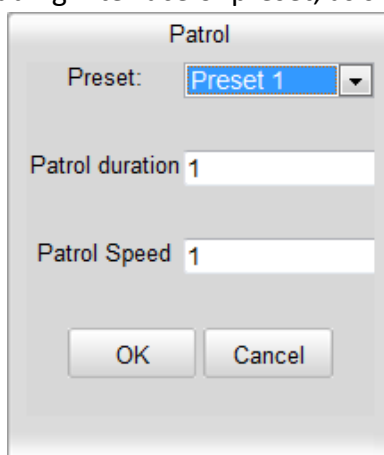 Patrol
Preset: Preset 1
Patrol duration 1
Patrol Speed 1
OK Cancel